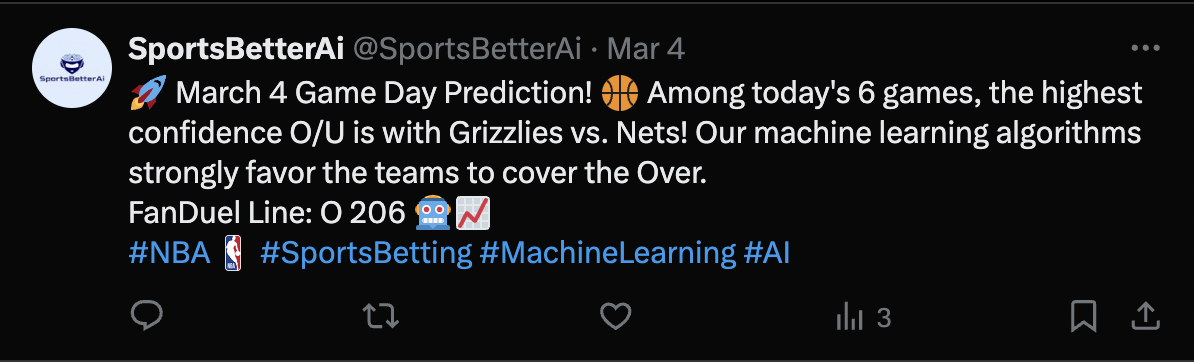 SportsBetterAi @SportsBetterAi · Mar 4
SportsBetterAi
🚀 March 4 Game Day Prediction! 🏀 Among today's 6 games, the highest
confidence O/U is with Grizzlies vs. Nets! Our machine learning algorithms
strongly favor the teams to cover the Over.
FanDuel Line: O 206 🤖📈
#NBA #SportsBetting #MachineLearning #AI
3